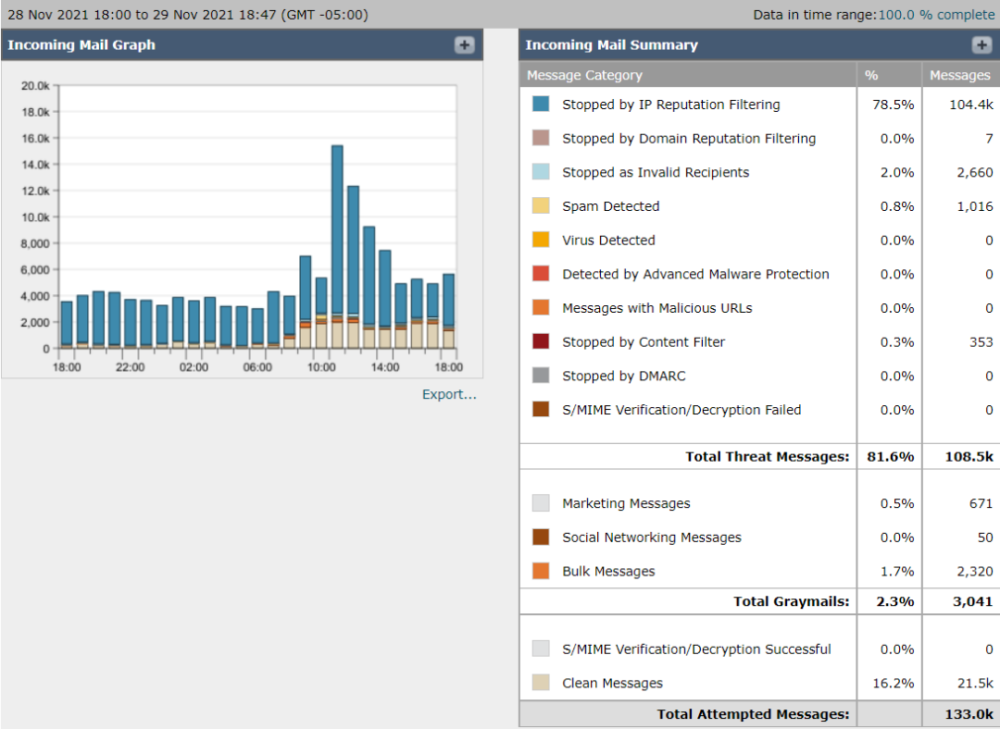 28 Nov 2021 18:00 to 29 Nov 2021 18:47 (GMT -05:00)
Data in time range:100.0 % complete
Incoming Mail Graph
20.0k
18.0k
16.0k
14.0k
12.0k
10.0k
8,000
6,000
4,000
2,000
0
18:00 22:00 02:00 06:00 10:00 14:00 18:00
Export...
Incoming Mail Summary
Message Category % Messages
Stopped by IP Reputation Filtering 78.5% 104.4k
Stopped by Domain Reputation Filtering 0.0% 7
Stopped as Invalid Recipients 2.0% 2,660
Spam Detected 0.8% 1,016
Virus Detected 0.0% 0
Detected by Advanced Malware Protection 0.0% 0
Messages with Malicious URLs 0.0% 0
Stopped by Content Filter 0.3% 353
Stopped by DMARC 0.0% 0
S/MIME Verification/Decryption Failed 0.0% 0
Total Threat Messages: 81.6% 108.5k
Marketing Messages 0.5% 671
Social Networking Messages 0.0% 50
Bulk Messages 1.7% 2,320
Total Graymails: 2.3% 3,041
S/MIME Verification/Decryption Successful 0.0% 0
Clean Messages 16.2% 21.5k
Total Attempted Messages: 133.0k